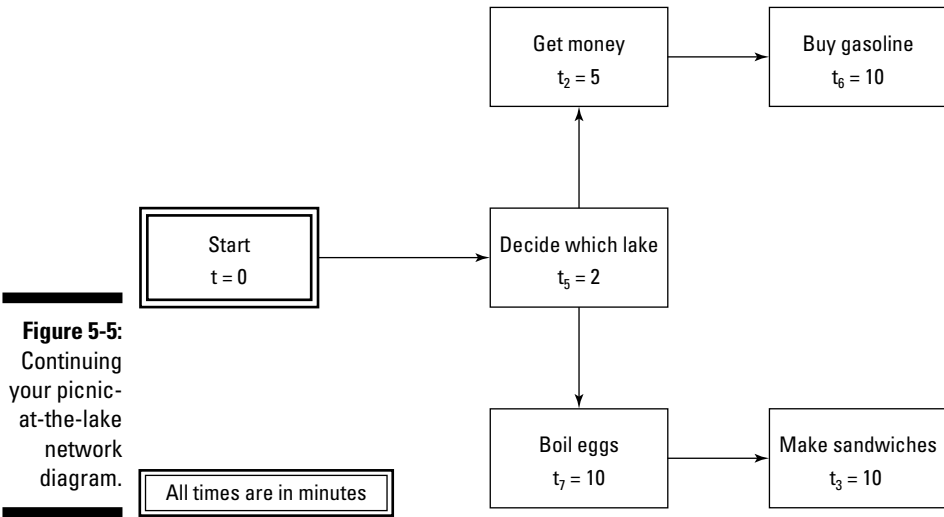 Get money
t₂ = 5
Buy gasoline
t₆ = 10
Start
t = 0
Decide which lake
t₅ = 2
Figure 5-5:
Continuing
your picnic-
at-the-lake
network
diagram.
Boil eggs
t₇ = 10
Make sandwiches
t₃ = 10
All times are in minutes